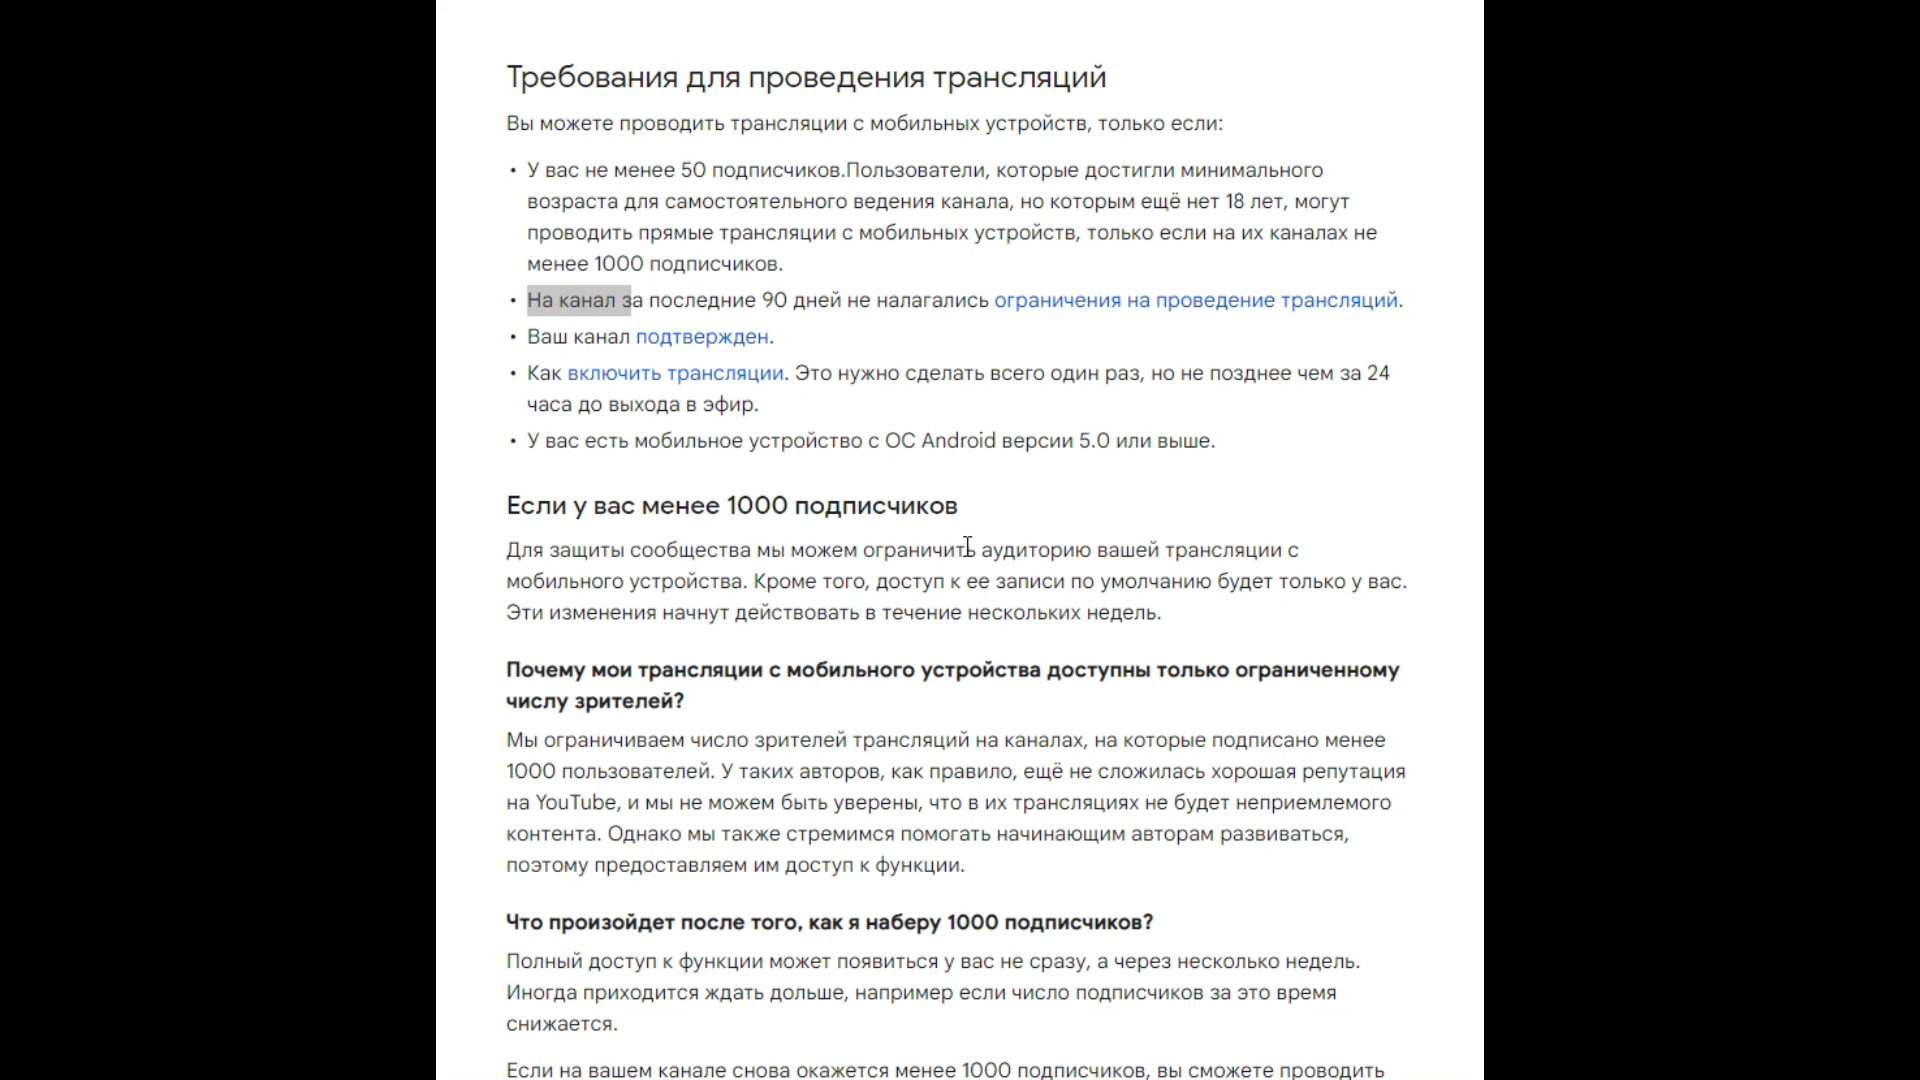 Требования для проведения трансляций
Вы можете проводить трансляции с мобильных устройств, только если:
• У вас не менее 50 подписчиков.Пользователи, которые достигли минимального
возраста для самостоятельного ведения канала, но которым ещё нет 18 лет, могут
проводить прямые трансляции с мобильных устройств, только если на их каналах не
менее 1000 подписчиков.
• На канал за последние 90 дней не налагались ограничения на проведение трансляций.
• Ваш канал подтвержден.
• Как включить трансляции. Это нужно сделать всего один раз, но не позднее чем за 24
часа до выхода в эфир.
• У вас есть мобильное устройство с ОС Android версии 5.0 или выше.
Если у вас менее 1000 подписчиков
Для защиты сообщества мы можем ограничить аудиторию вашей трансляции с
мобильного устройства. Кроме того, доступ к ее записи по умолчанию будет только у вас.
Эти изменения начнут действовать в течение нескольких недель.
Почему мои трансляции с мобильного устройства доступны только ограниченному
числу зрителей?
Мы ограничиваем число зрителей трансляций на каналах, на которые подписано менее
1000 пользователей. У таких авторов, как правило, ещё не сложилась хорошая репутация
на YouTube, и мы не можем быть уверены, что в их трансляциях не будет неприемлемого
контента. Однако мы также стремимся помогать начинающим авторам развиваться,
поэтому предоставляем им доступ к функции.
Что произойдет после того, как я наберу 1000 подписчиков?
Полный доступ к функции может появиться у вас не сразу, а через несколько недель.
Иногда приходится ждать дольше, например если число подписчиков за это время
снижается.
Если на вашем канале снова окажется менее 1000 подписчиков, вы сможете проводить